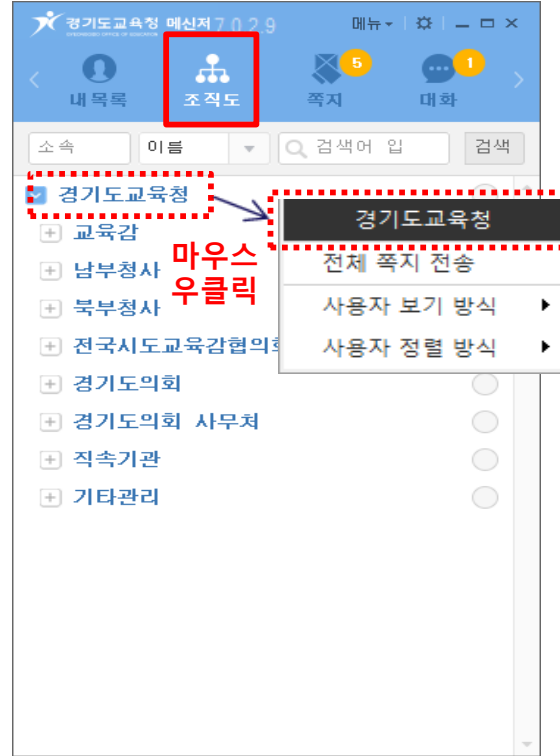 경기도교육청 메신저 7.0.2.9 메뉴
내목록 조직도 쪽지 5 대화 1
소속 이름 검색어 입 검색
경기도교육청
교육감
남부청사
북부청사
전국시도교육감협의회
경기도의회
경기도의회 사무처
직속기관
기타관리
마우스
우클릭
경기도교육청
전체 쪽지 전송
사용자 보기 방식
사용자 정렬 방식